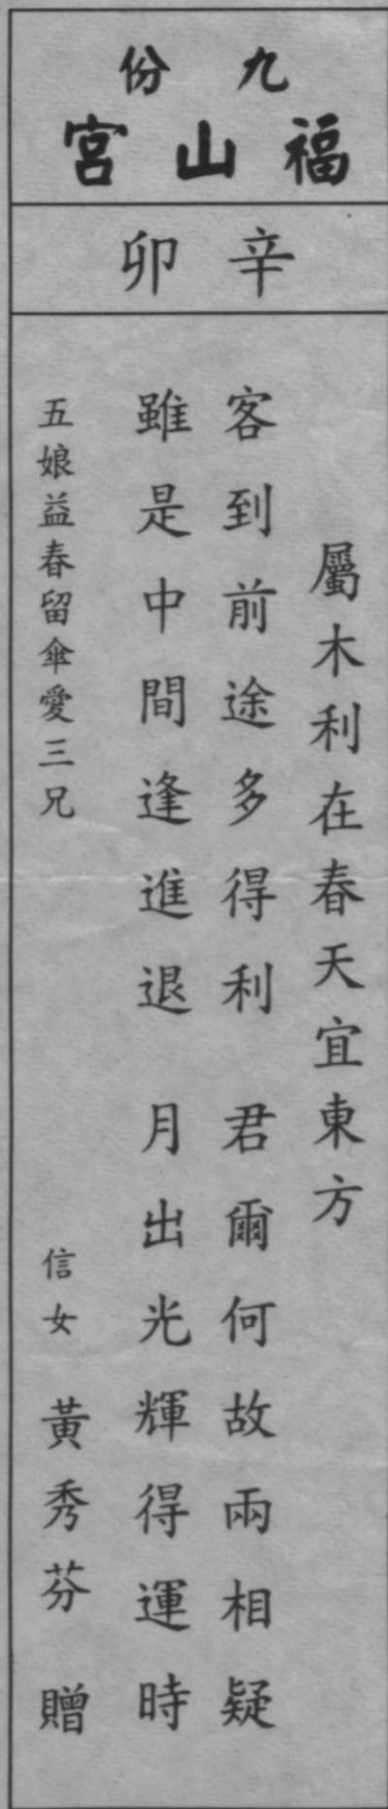 九份
福山宮
辛卯
屬木利在春天宜東方
客到前途多得利 君爾何故兩相疑
雖是中間逢進退 月出光輝得運時
五娘益春留傘愛三兄 信女 黃秀芬 贈